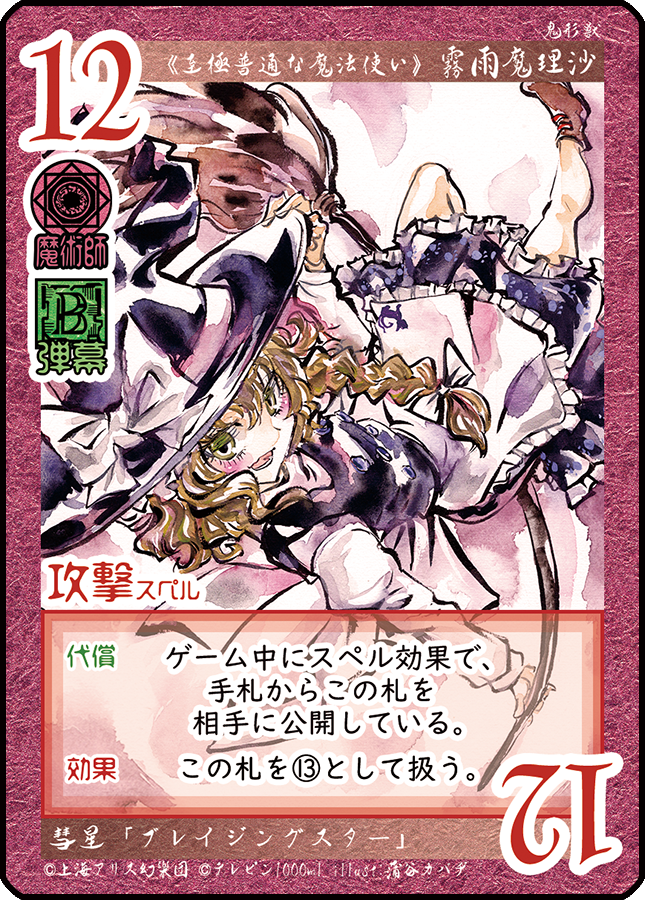 鬼形獣
12
《至極普通な魔法使い》 霧雨魔理沙
魔術師
B
弾幕
攻撃スペル
代償 ゲーム中にスペル効果で、
手札からこの札を
相手に公開している。
効果 この札を⑬として扱う。
12
彗星「ブレイジングスター」
©上海アリス幻樂団 ©テレピン1000ml illust:蒲谷カバヂ